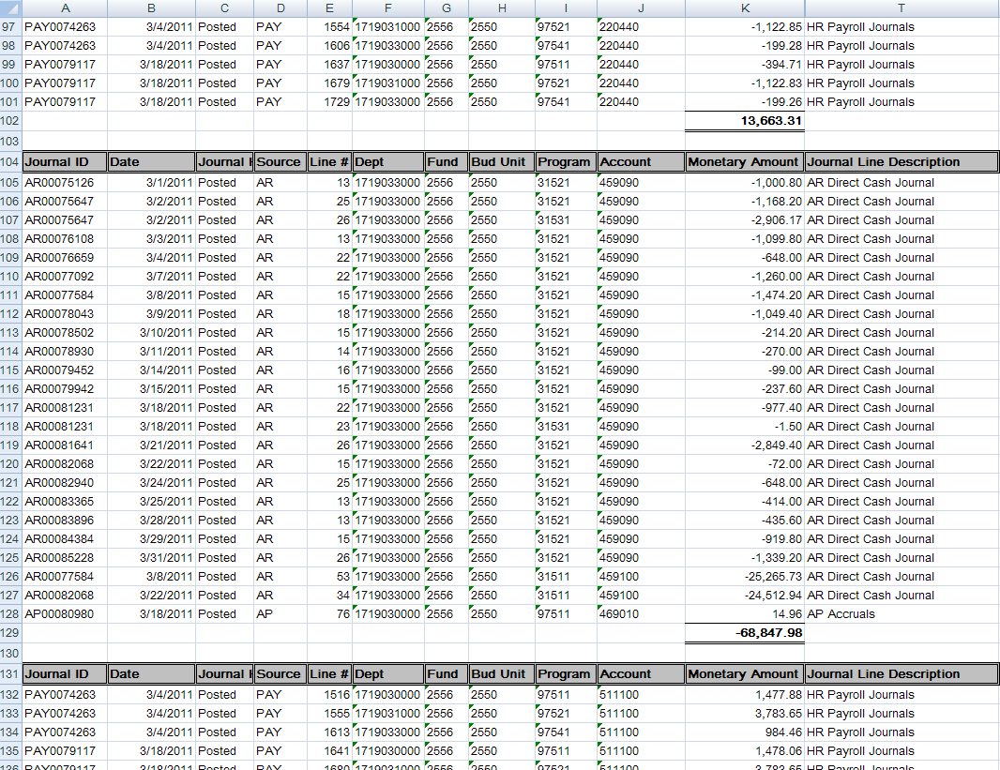 A B C D E F G H I J K T
97 PAY0074263 3/4/2011 Posted PAY 1554 1719031000 2556 2550 97521 220440 -1,122.85 HR Payroll Journals
98 PAY0074263 3/4/2011 Posted PAY 1606 1719033000 2556 2550 97541 220440 -199.28 HR Payroll Journals
99 PAY0079117 3/18/2011 Posted PAY 1637 1719030000 2556 2550 97511 220440 -394.71 HR Payroll Journals
100 PAY0079117 3/18/2011 Posted PAY 1679 1719031000 2556 2550 97521 220440 -1,122.83 HR Payroll Journals
101 PAY0079117 3/18/2011 Posted PAY 1729 1719033000 2556 2550 97541 220440 -199.26 HR Payroll Journals
102 13,663.31
103
104 Journal ID Date Journal Source Line # Dept Fund Bud Unit Program Account Monetary Amount Journal Line Description
105 AR00075126 3/1/2011 Posted AR 13 1719033000 2556 2550 31521 459090 -1,000.80 AR Direct Cash Journal
106 AR00075647 3/2/2011 Posted AR 25 1719033000 2556 2550 31521 459090 -1,168.20 AR Direct Cash Journal
107 AR00075647 3/2/2011 Posted AR 26 1719033000 2556 2550 31531 459090 -2,906.17 AR Direct Cash Journal
108 AR00076108 3/3/2011 Posted AR 13 1719033000 2556 2550 31521 459090 -1,099.80 AR Direct Cash Journal
109 AR00076659 3/4/2011 Posted AR 22 1719033000 2556 2550 31521 459090 -648.00 AR Direct Cash Journal
110 AR00077092 3/7/2011 Posted AR 22 1719033000 2556 2550 31521 459090 -1,260.00 AR Direct Cash Journal
111 AR00077584 3/8/2011 Posted AR 15 1719033000 2556 2550 31521 459090 -1,474.20 AR Direct Cash Journal
112 AR00078043 3/9/2011 Posted AR 18 1719033000 2556 2550 31521 459090 -1,049.40 AR Direct Cash Journal
113 AR00078502 3/10/2011 Posted AR 15 1719033000 2556 2550 31521 459090 -214.20 AR Direct Cash Journal
114 AR00078930 3/11/2011 Posted AR 14 1719033000 2556 2550 31521 459090 -270.00 AR Direct Cash Journal
115 AR00079452 3/14/2011 Posted AR 16 1719033000 2556 2550 31521 459090 -99.00 AR Direct Cash Journal
116 AR00079942 3/15/2011 Posted AR 15 1719033000 2556 2550 31521 459090 -237.60 AR Direct Cash Journal
117 AR00081231 3/18/2011 Posted AR 22 1719033000 2556 2550 31521 459090 -977.40 AR Direct Cash Journal
118 AR00081231 3/18/2011 Posted AR 23 1719033000 2556 2550 31531 459090 -1.50 AR Direct Cash Journal
119 AR00081641 3/21/2011 Posted AR 26 1719033000 2556 2550 31521 459090 -2,849.40 AR Direct Cash Journal
120 AR00082068 3/22/2011 Posted AR 15 1719033000 2556 2550 31521 459090 -72.00 AR Direct Cash Journal
121 AR00082940 3/24/2011 Posted AR 25 1719033000 2556 2550 31521 459090 -648.00 AR Direct Cash Journal
122 AR00083365 3/25/2011 Posted AR 13 1719033000 2556 2550 31521 459090 -414.00 AR Direct Cash Journal
123 AR00083896 3/28/2011 Posted AR 13 1719033000 2556 2550 31521 459090 -435.60 AR Direct Cash Journal
124 AR00084384 3/29/2011 Posted AR 15 1719033000 2556 2550 31521 459090 -919.80 AR Direct Cash Journal
125 AR00085228 3/31/2011 Posted AR 26 1719033000 2556 2550 31521 459090 -1,339.20 AR Direct Cash Journal
126 AR00077584 3/8/2011 Posted AR 53 1719033000 2556 2550 31511 459100 -25,265.73 AR Direct Cash Journal
127 AR00082068 3/22/2011 Posted AR 34 1719033000 2556 2550 31511 459100 -24,512.94 AR Direct Cash Journal
128 AP00080980 3/18/2011 Posted AP 76 1719030000 2556 2550 97511 469010 14.96 AP Accruals
129 -68,847.98
130
131 Journal ID Date Journal Source Line # Dept Fund Bud Unit Program Account Monetary Amount Journal Line Description
132 PAY0074263 3/4/2011 Posted PAY 1516 1719030000 2556 2550 97511 511100 1,477.88 HR Payroll Journals
133 PAY0074263 3/4/2011 Posted PAY 1555 1719031000 2556 2550 97521 511100 3,783.65 HR Payroll Journals
134 PAY0074263 3/4/2011 Posted PAY 1613 1719033000 2556 2550 97541 511100 984.46 HR Payroll Journals
135 PAY0079117 3/18/2011 Posted PAY 1641 1719030000 2556 2550 97511 511100 1,478.06 HR Payroll Journals
136 PAY0079117 3/18/2011 Posted PAY 1680 1719031000 2556 2550 97521 511100 3,783.65 HR Payroll Journals